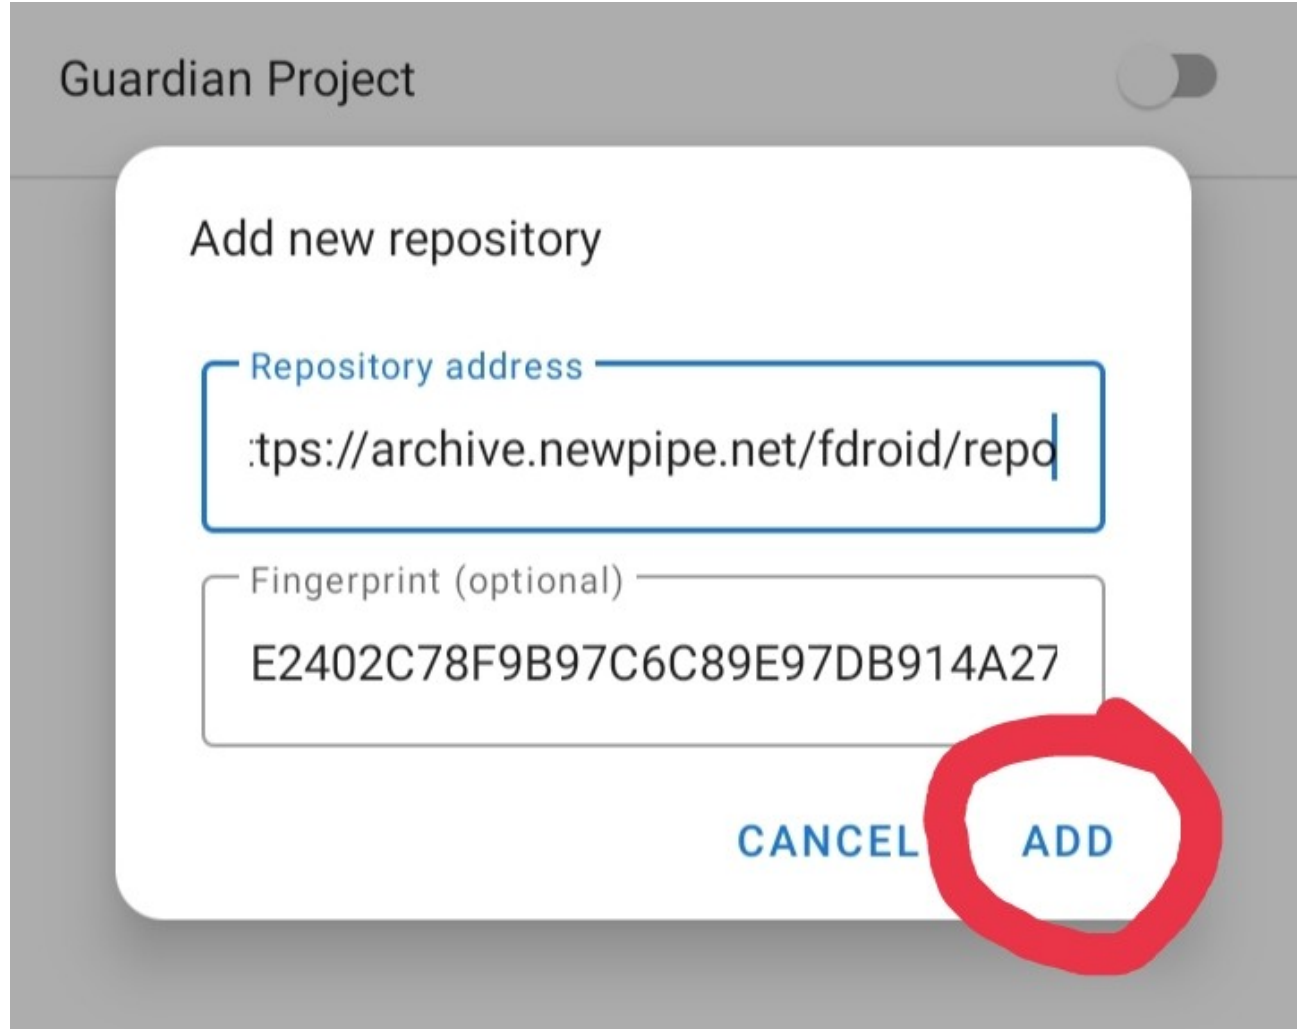 Guardian Project
Add new repository
Repository address
tps://archive.newpipe.net/fdroid/repo
Fingerprint (optional)
E2402C78F9B97C6C89E97DB914A27
CANCEL
ADD